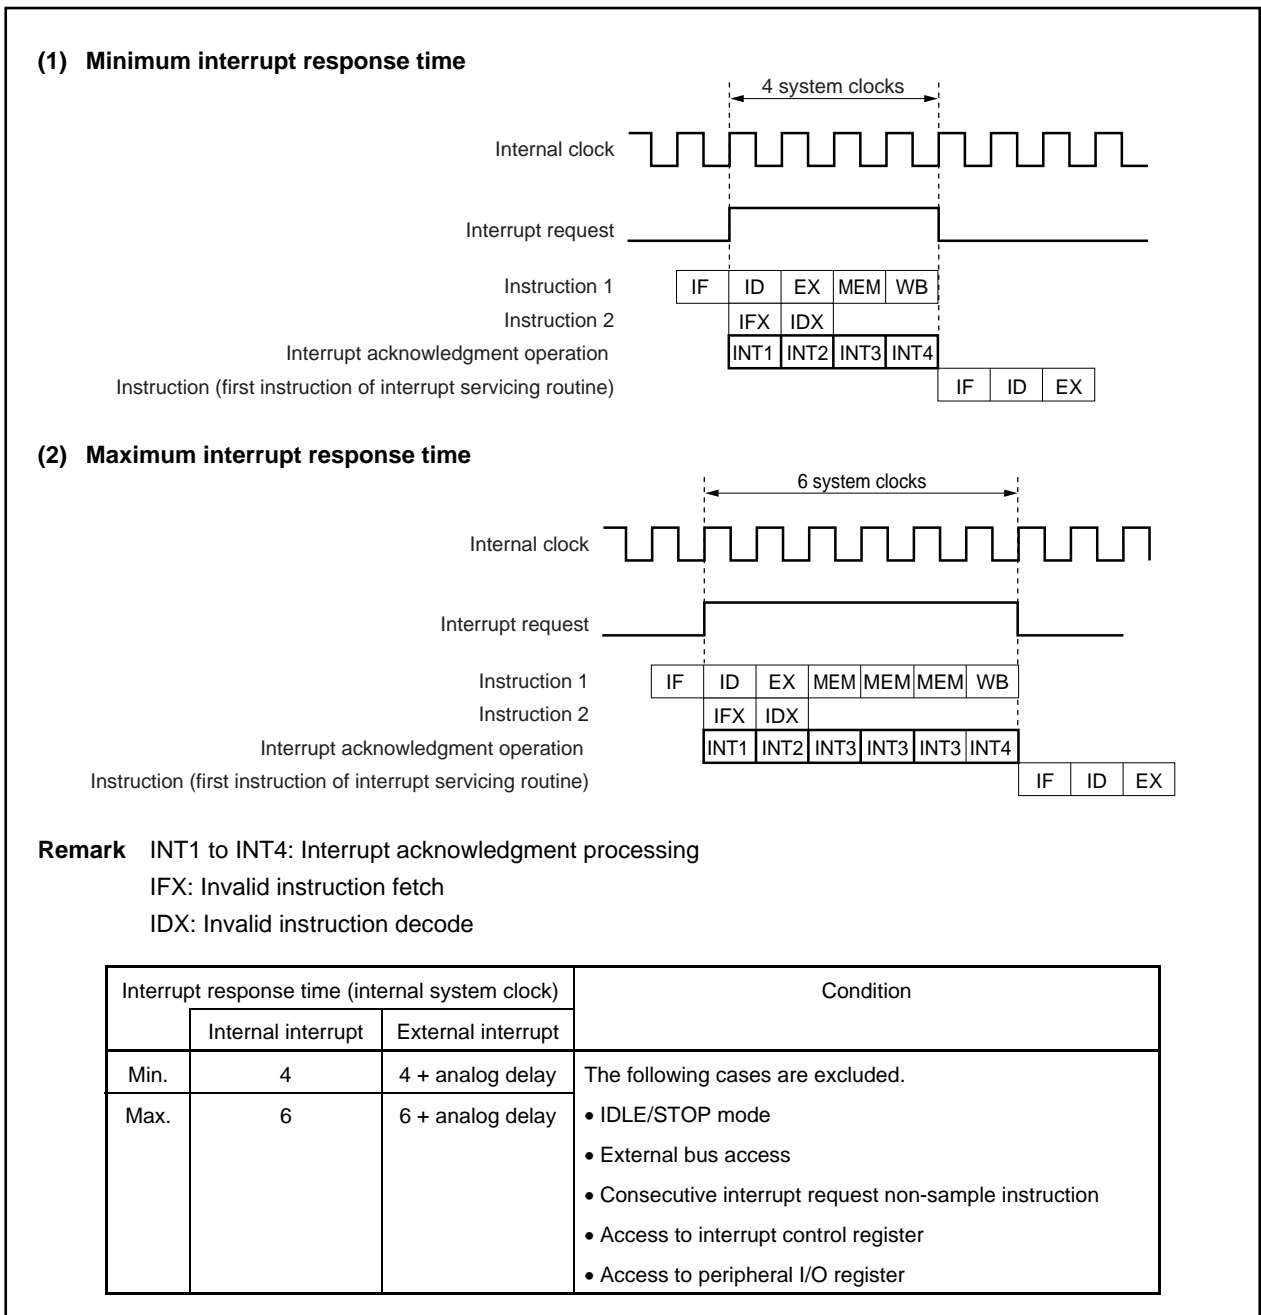 (1) Minimum interrupt response time
4 system clocks
Internal clock
Interrupt request
Instruction 1 IF ID EX MEM WB
Instruction 2 IFX IDX
Interrupt acknowledgment operation INT1 INT2 INT3 INT4
Instruction (first instruction of interrupt servicing routine) IF ID EX
(2) Maximum interrupt response time
6 system clocks
Internal clock
Interrupt request
Instruction 1 IF ID EX MEM MEM MEM WB
Instruction 2 IFX IDX
Interrupt acknowledgment operation INT1 INT2 INT3 INT3 INT3 INT4
Instruction (first instruction of interrupt servicing routine) IF ID EX
Remark INT1 to INT4: Interrupt acknowledgment processing
IFX: Invalid instruction fetch
IDX: Invalid instruction decode
Interrupt response time (internal system clock) Condition
Internal interrupt External interrupt
Min. 4 4 + analog delay The following cases are excluded.
Max. 6 6 + analog delay • IDLE/STOP mode
• External bus access
• Consecutive interrupt request non-sample instruction
• Access to interrupt control register
• Access to peripheral I/O register